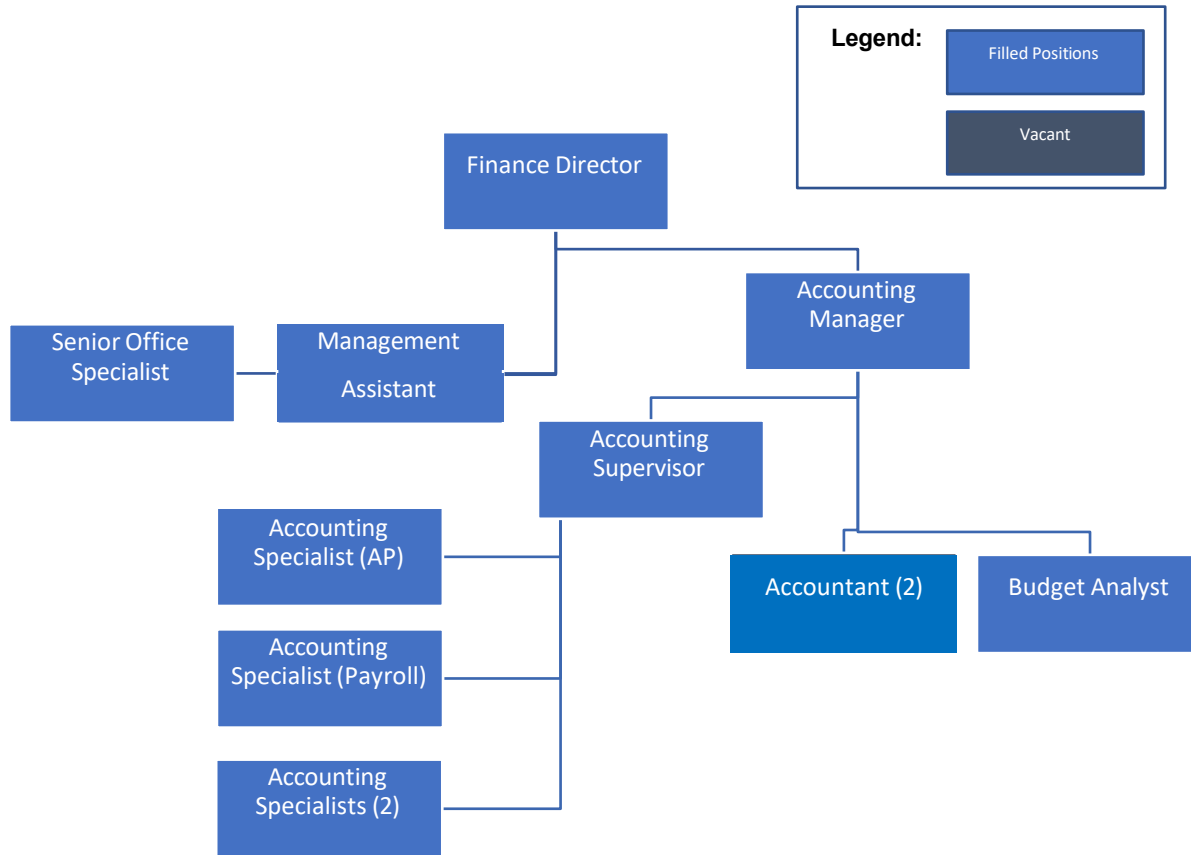 Legend:
Filled Positions
Vacant
Finance Director
Accounting
Manager
Senior Office
Specialist
Management
Assistant
Accounting
Supervisor
Accounting
Specialist (AP)
Accountant (2)
Budget Analyst
Accounting
Specialist (Payroll)
Accounting
Specialists (2)